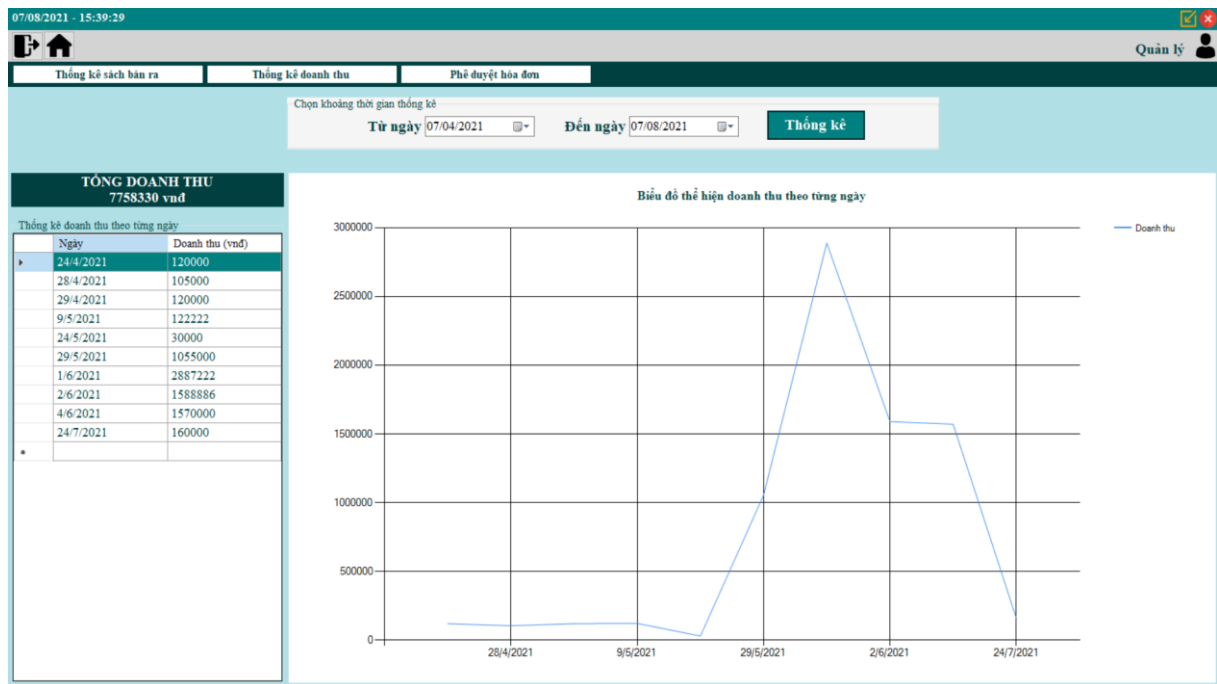 07/08/2021 - 15:39:29
Quản lý
Thống kê sách bán ra
Thống kê doanh thu
Phê duyệt hóa đơn
Chọn khoảng thời gian thống kê
Từ ngày 07/04/2021
Đến ngày 07/08/2021
Thống kê
TỔNG DOANH THU
7758330 vnđ
Thống kê doanh thu theo từng ngày
Ngày Doanh thu (vnđ)
24/4/2021 120000
28/4/2021 105000
29/4/2021 120000
9/5/2021 122222
24/5/2021 30000
29/5/2021 1055000
1/6/2021 2887222
2/6/2021 1588886
4/6/2021 1570000
24/7/2021 160000
Biểu đồ thể hiện doanh thu theo từng ngày
Doanh thu
3000000
2500000
2000000
1500000
1000000
500000
0
28/4/2021 9/5/2021 29/5/2021 2/6/2021 24/7/2021